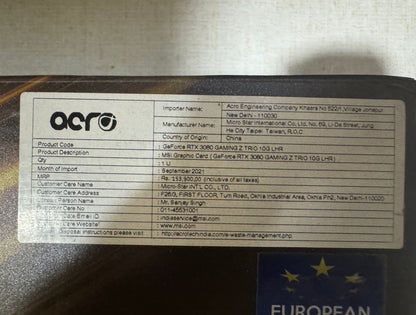 acro
Importer Name: Acro Engineering Company Khasra No 522/1, Village Jonapur
New Delhi - 110030
Manufacturer Name: Micro Star International Co. Ltd. No. 69, Li-De Street, Jung
He City Taipei Taiwan, R.O.C
Country of Origin: China
Product Code : GeForce RTX 3080 GAMING Z TRIO 10G LHR
Product Description : MSI Graphic Card ( GeForce RTX 3080 GAMING Z TRIO 10G LHR )
Qty : 1 U
Month of Import : September 2021
MRP : Rs. 153,900.00 (inclusive of all taxes)
Customer Care Name : Micro-Star INT'L CO., LTD.
Customer Care Address : F26/3, FIRST FLOOR, Tum Road, Okhla Industrial Area, Okhla Ph2, New Delhi-110020
Person Name : Mr. Sanjay Singh
Care No : 011-45631001
Email ID : indiaservice@msi.com
Website : www.msi.com
Disposal Instructions please visit : http://acrotechindia.com/e-waste-management.php
EUROPEAN